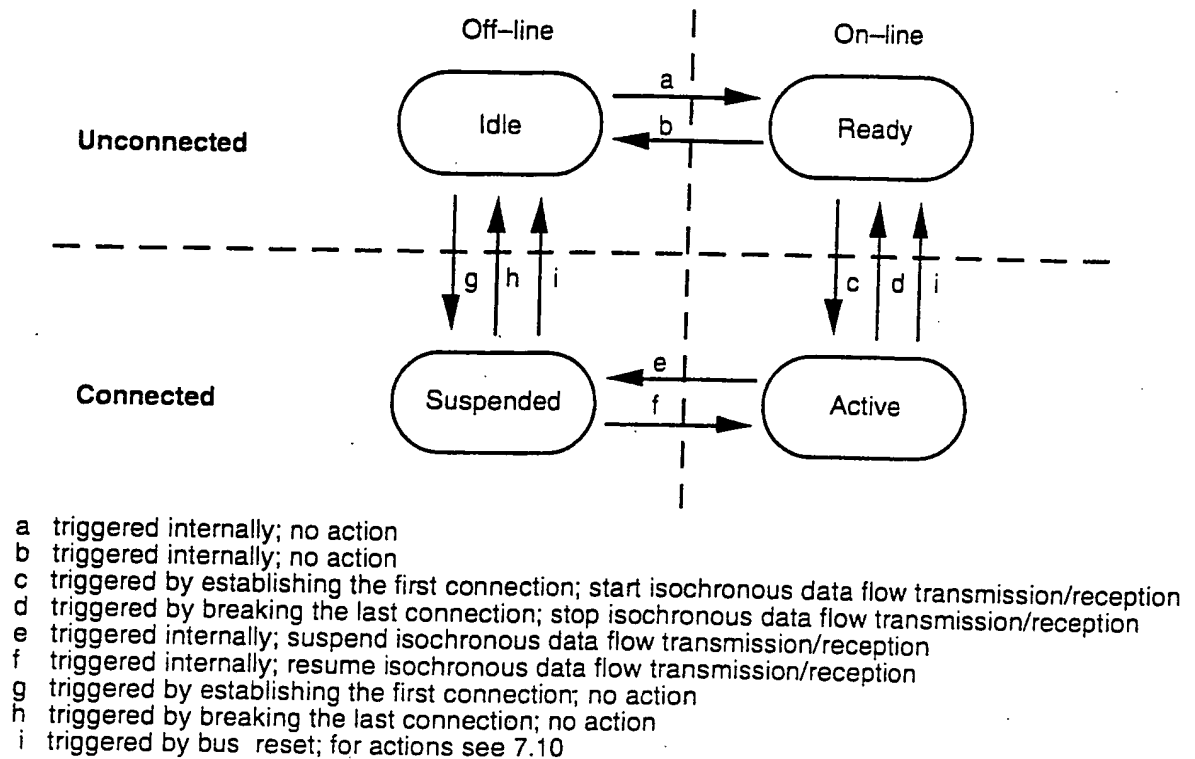 Off–line
On–line
a
Idle
Ready
b
Unconnected
g
h
i
c
d
i
e
Connected
Suspended
Active
f
a triggered internally; no action
b triggered internally; no action
c triggered by establishing the first connection; start isochronous data flow transmission/reception
d triggered by breaking the last connection; stop isochronous data flow transmission/reception
e triggered internally; suspend isochronous data flow transmission/reception
f triggered internally; resume isochronous data flow transmission/reception
g triggered by establishing the first connection; no action
h triggered by breaking the last connection; no action
i triggered by bus reset; for actions see 7.10